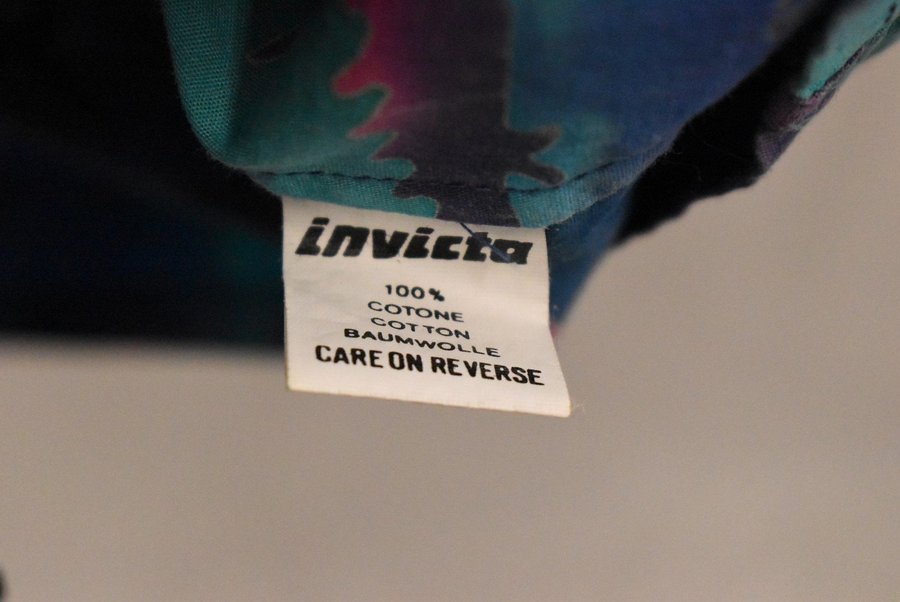 invicta
100%
COTONE
COTTON
BAUMWOLLE
CARE ON REVERSE